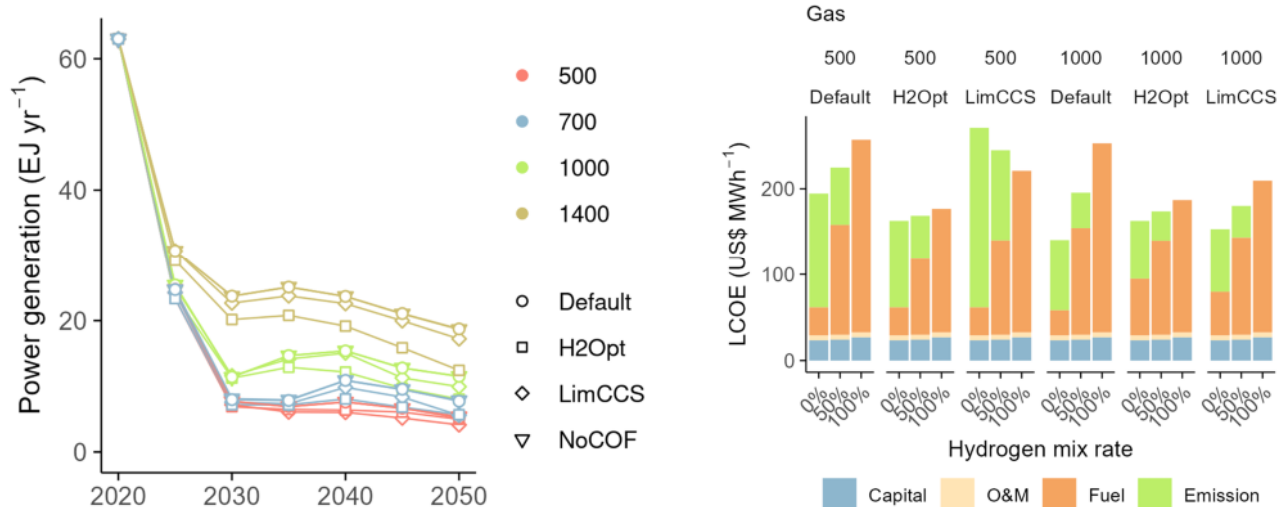 Power generation (EJ yr−1)
60
40
20
0
2020
2030
2040
2050
500
700
1000
1400
Default
H2Opt
LimCCS
NoCOF
Gas
500 500 500 1000 1000 1000
Default H2Opt LimCCS Default H2Opt LimCCS
LCOE (US$ MWh−1)
200
100
0
0% 50% 100% 0% 50% 100% 0% 50% 100% 0% 50% 100% 0% 50% 100% 0% 50% 100%
Hydrogen mix rate
Capital O&M Fuel Emission